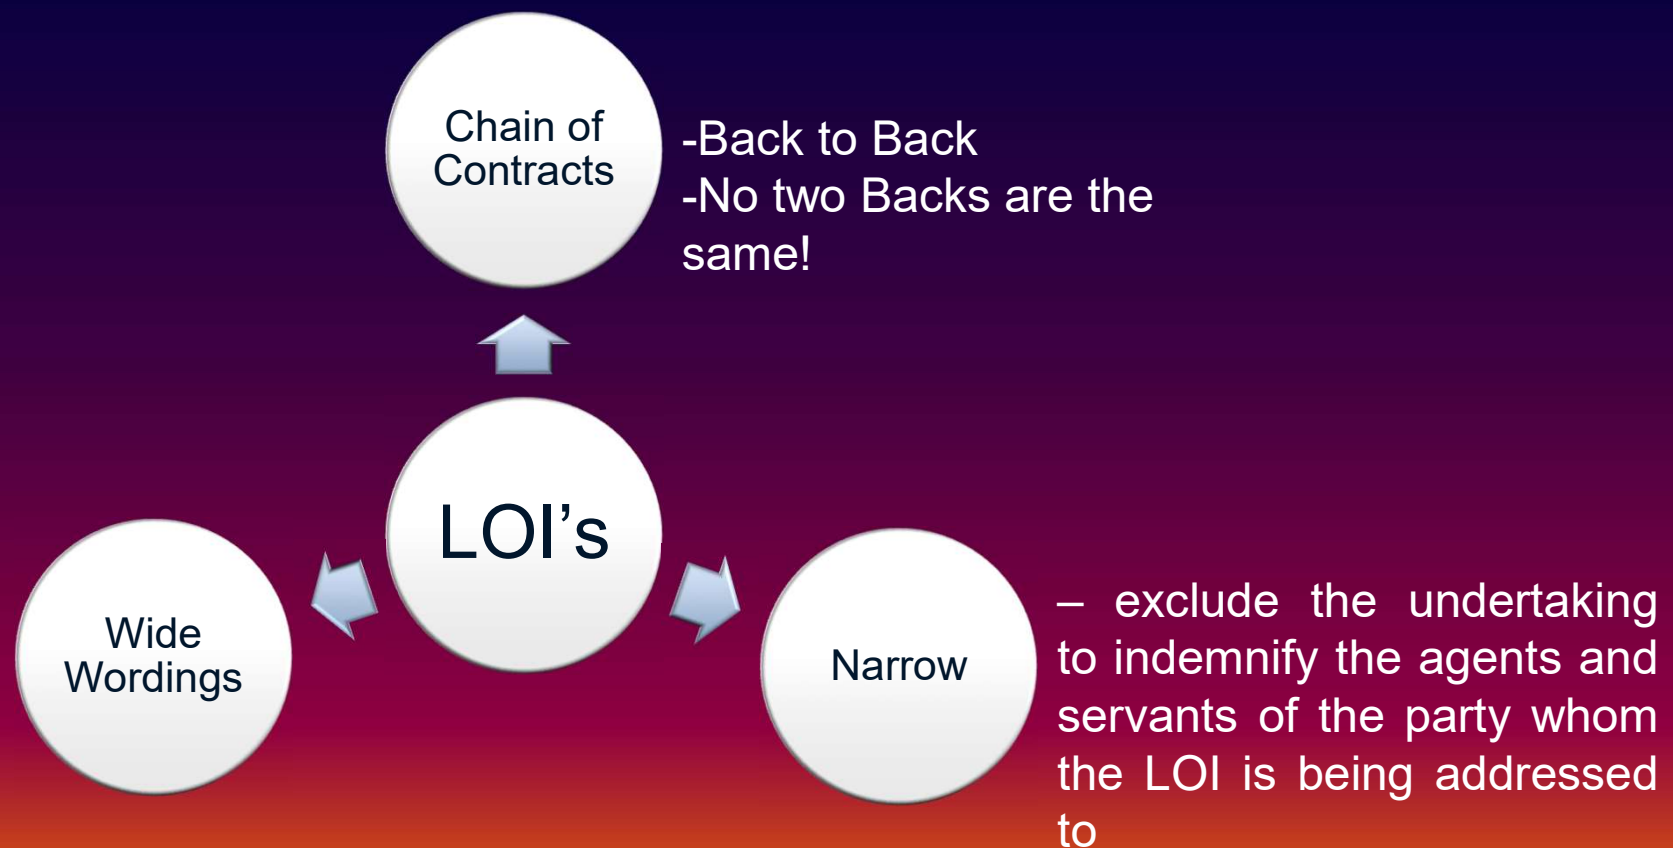 Chain of
Contracts
-Back to Back
-No two Backs are the
same!
LOI’s
Wide
Wordings
Narrow
– exclude the undertaking
to indemnify the agents and
servants of the party whom
the LOI is being addressed
to